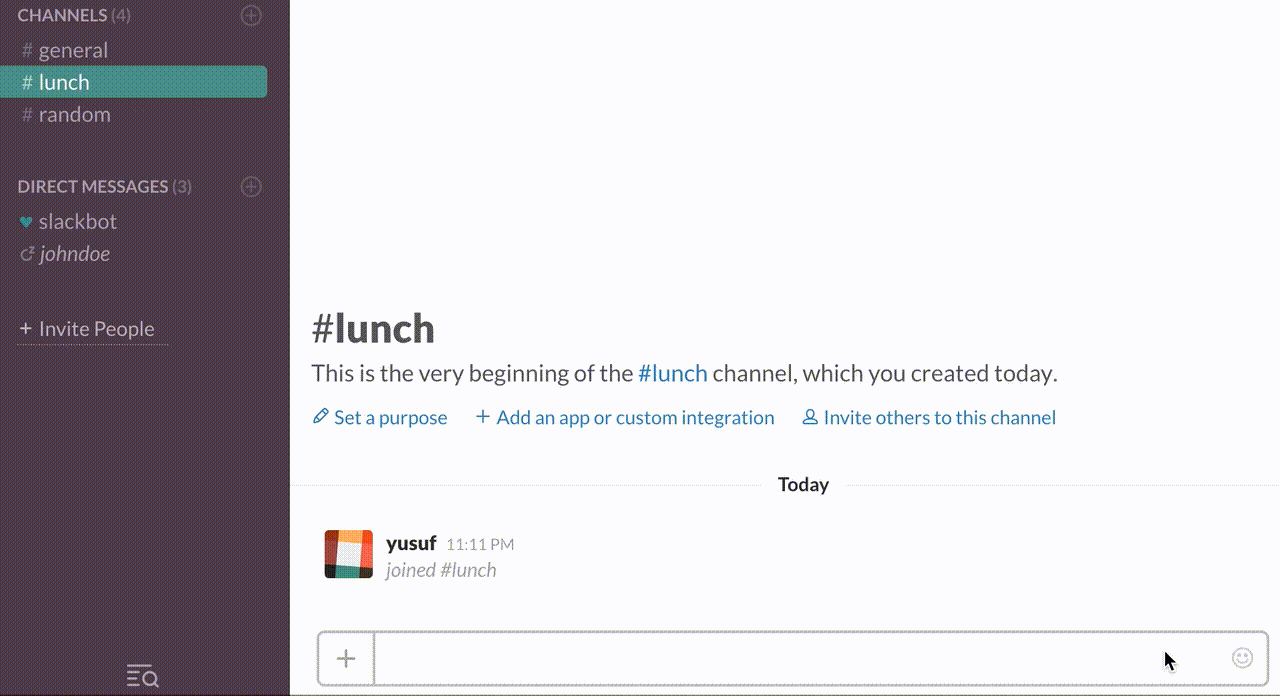 CHANNELS (4)
# general
# lunch
# random
DIRECT MESSAGES (3)
slackbot
johndoe
+ Invite People
#lunch
This is the very beginning of the #lunch channel, which you created today.
Set a purpose + Add an app or custom integration Invite others to this channel
Today
yusuf 11:11 PM
joined #lunch